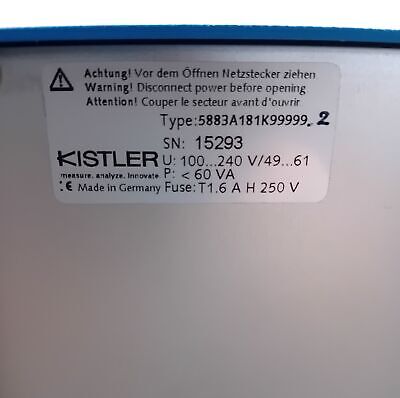 Achtung! Vor dem Öffnen Netzstecker ziehen
Warning! Disconnect power before opening
Attention! Couper le secteur avant d'ouvrir
Type: 5883A181K99999. 2
SN: 15293
KISTLER U: 100...240 V/49...61
measure. analyze. innovate. P: < 60 VA
CE Made in Germany Fuse: T1.6 A H 250 V